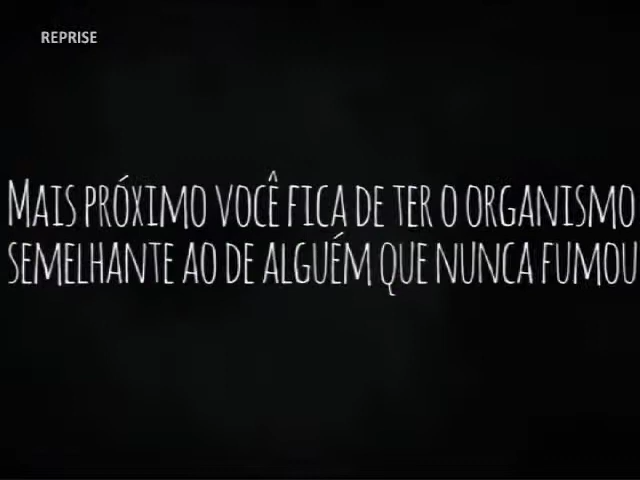 REPRISE
MAIS PRÓXIMO VOCÊ FICA DE TER O ORGANISMO
SEMELHANTE AO DE ALGUÉM QUE NUNCA FUMOU